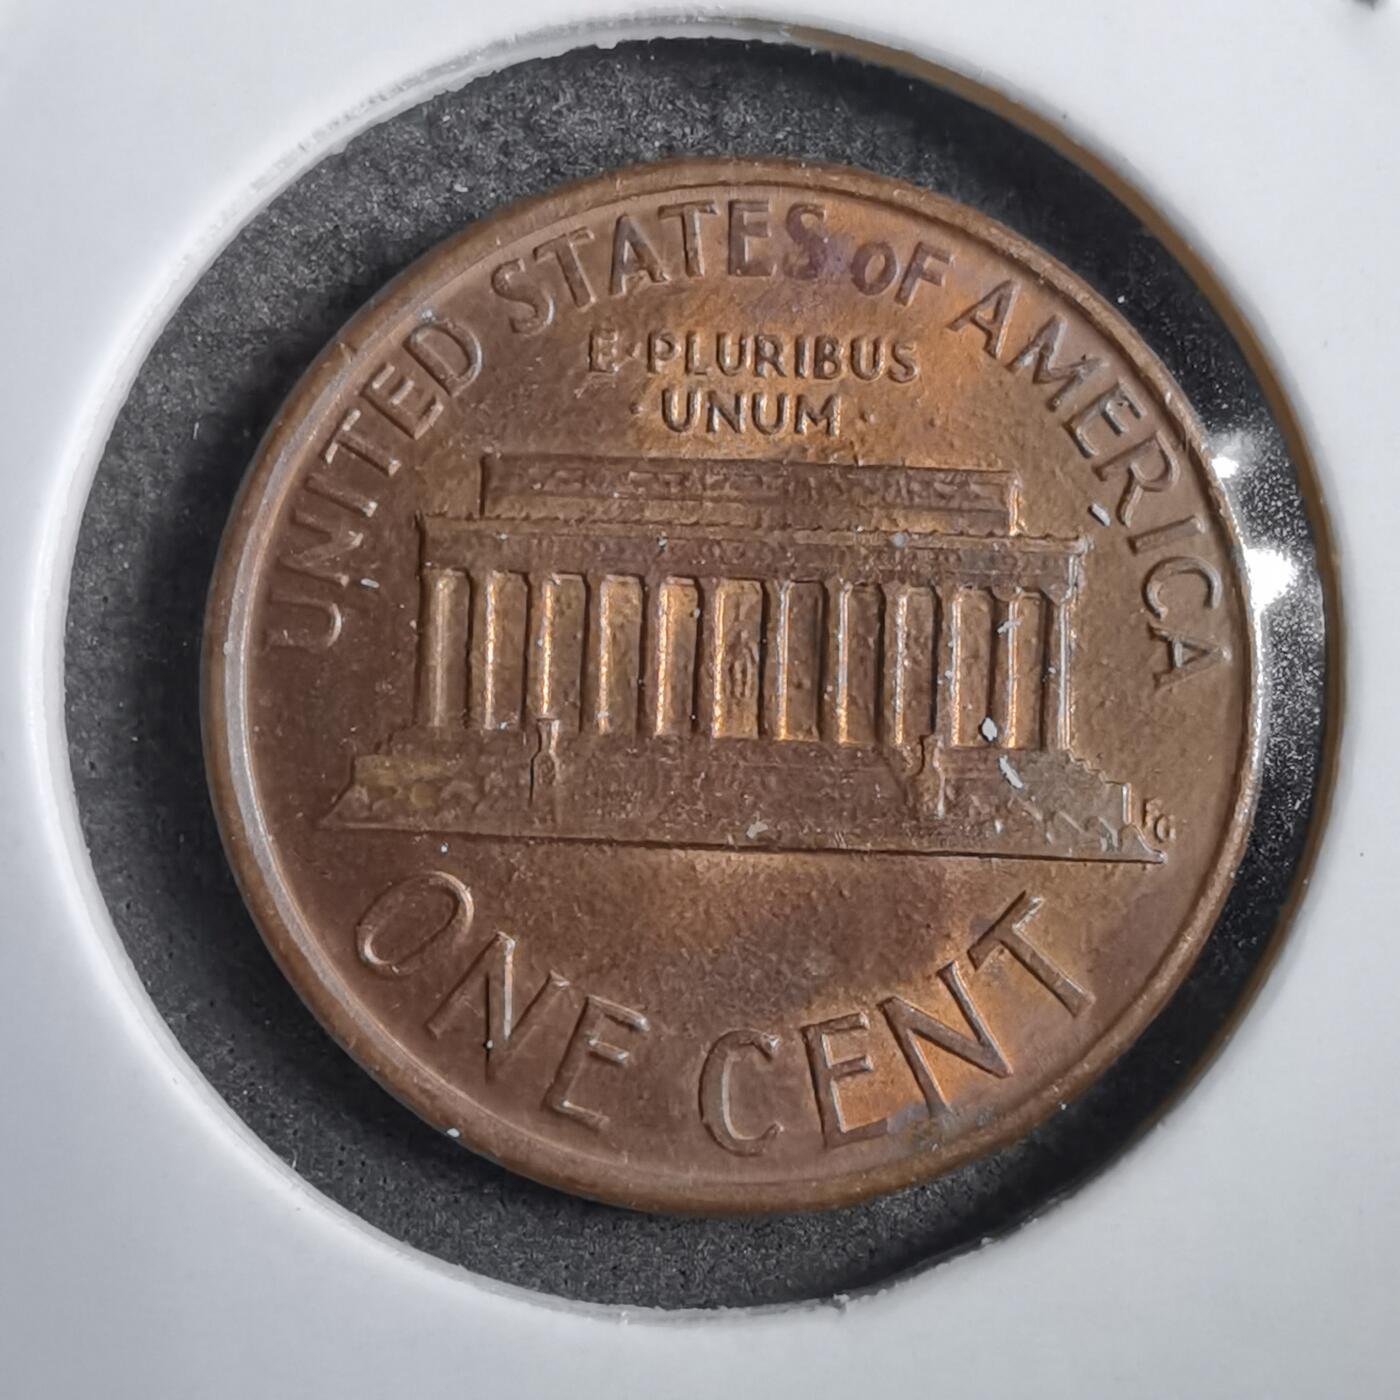 UNITED STATES OF AMERICA
E·PLURIBUS
·UNUM·
FG
ONE CENT